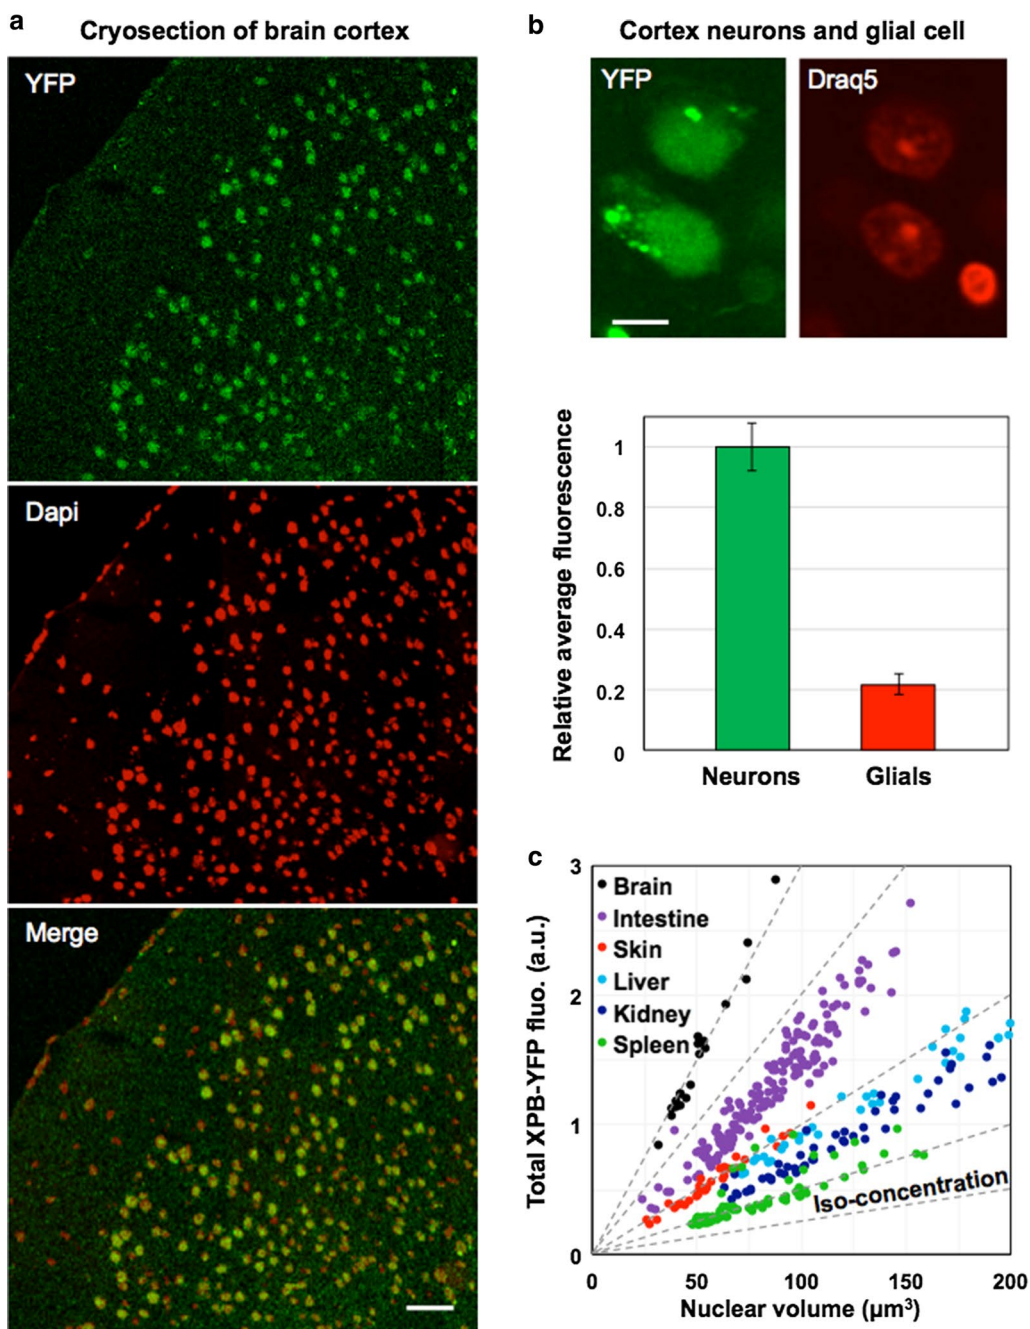 a
Cryosection of brain cortex
YFP
Dapi
Merge
b
Cortex neurons and glial cell
YFP
Draq5
Relative average fluorescence
1
0.8
0.6
0.4
0.2
0
Neurons
Glials
c
Total XPB-YFP fluo. (a.u.)
3
2
1
0
Brain
Intestine
Skin
Liver
Kidney
Spleen
Iso-concentration
0
50
100
150
200
Nuclear volume (µm³)